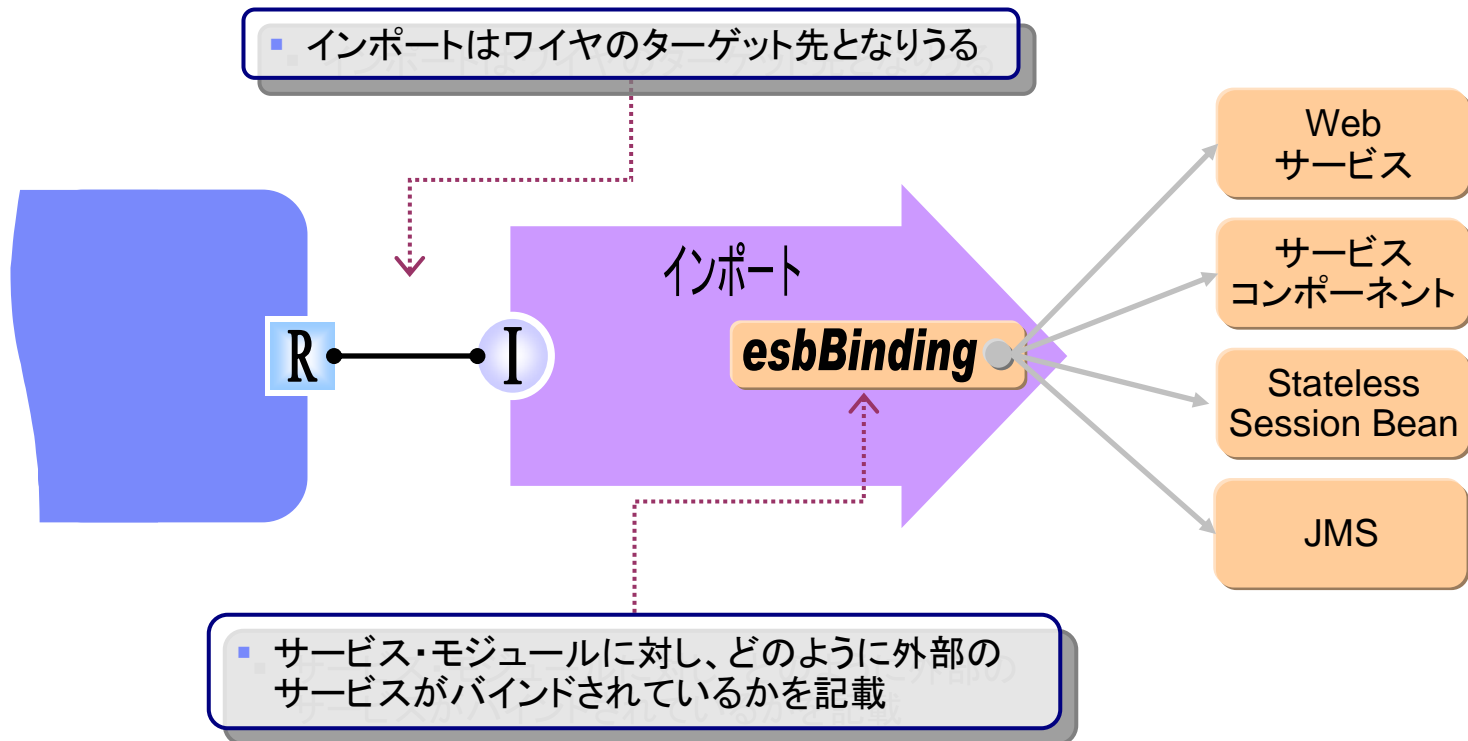 インポートはワイヤのターゲット先となりうる
Web
サービス
インポート
サービス
コンポーネント
R
I
esbBinding
Stateless
Session Bean
JMS
サービス・モジュールに対し、どのように外部の
サービスがバインドされているかを記載